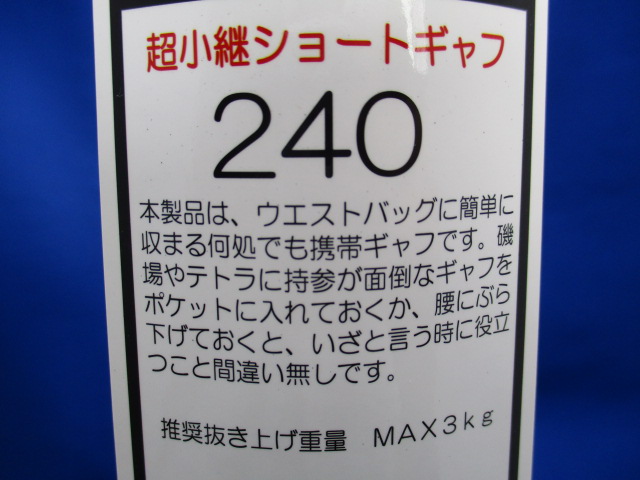 超小継ショートギャフ
240
本製品は、ウエストバッグに簡単に
収まる何処でも携帯ギャフです。磯
場やテトラに持参が面倒なギャフを
ポケットに入れておくか、腰にぶら
下げておくと、いざと言う時に役立
つこと間違い無しです。
推奨抜き上げ重量　MAX3kg